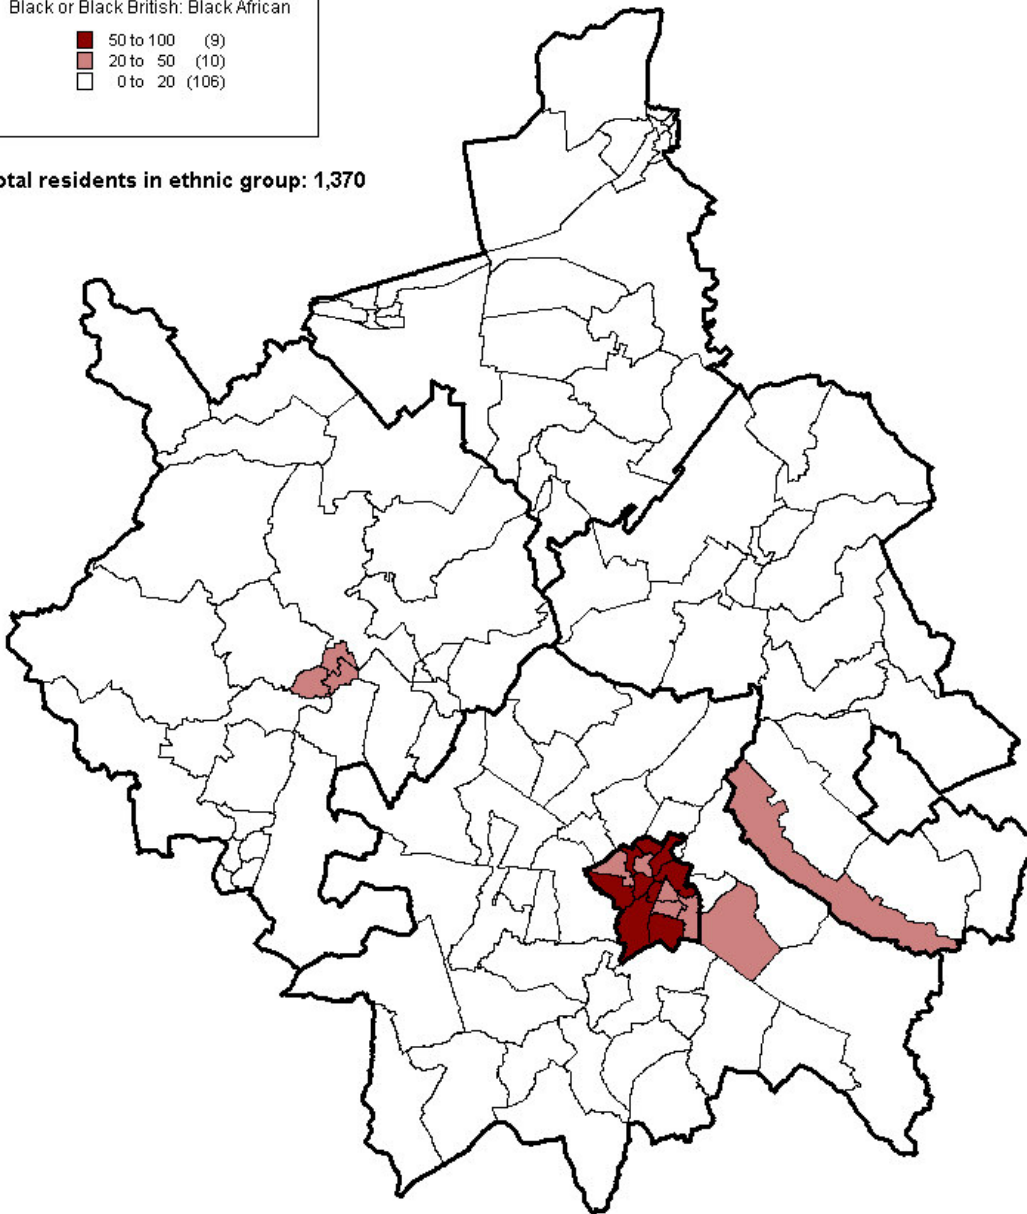 Black or Black British: Black African
50 to 100 (9)
20 to 50 (10)
0 to 20 (106)
otal residents in ethnic group: 1,370